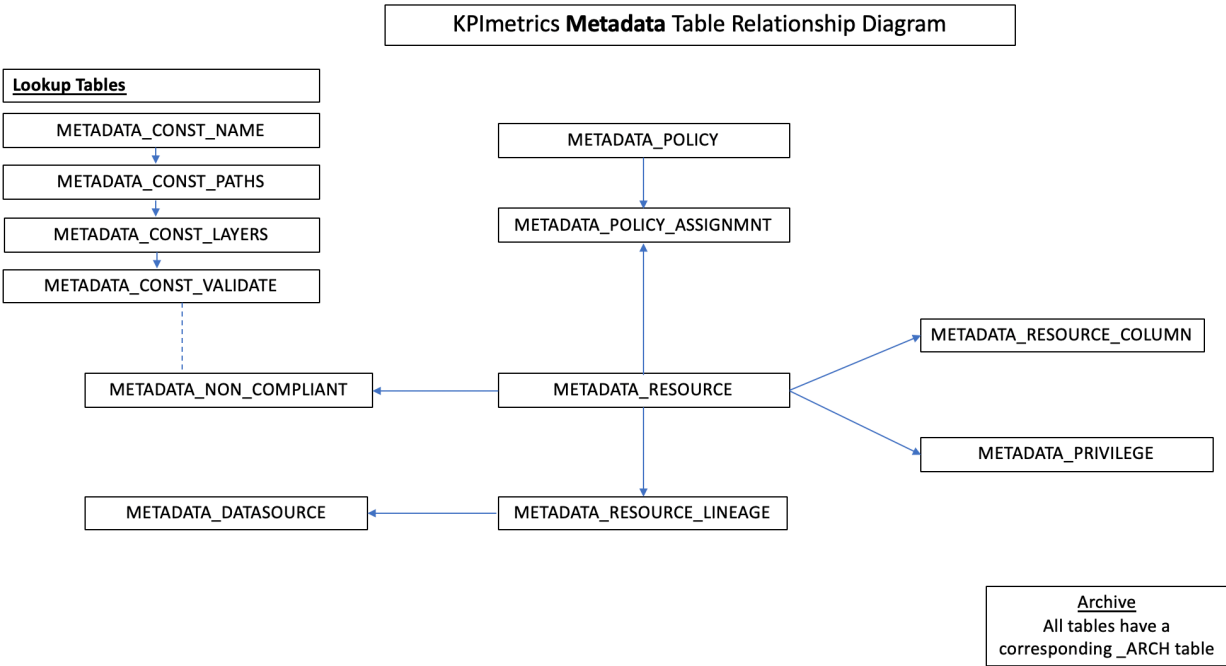 KPImetrics Metadata Table Relationship Diagram
Lookup Tables
METADATA_CONST_NAME
METADATA_CONST_PATHS
METADATA_CONST_LAYERS
METADATA_CONST_VALIDATE
METADATA_POLICY
METADATA_POLICY_ASSIGNMNT
METADATA_RESOURCE_COLUMN
METADATA_NON_COMPLIANT
METADATA_RESOURCE
METADATA_PRIVILEGE
METADATA_DATASOURCE
METADATA_RESOURCE_LINEAGE
Archive
All tables have a
corresponding _ARCH table